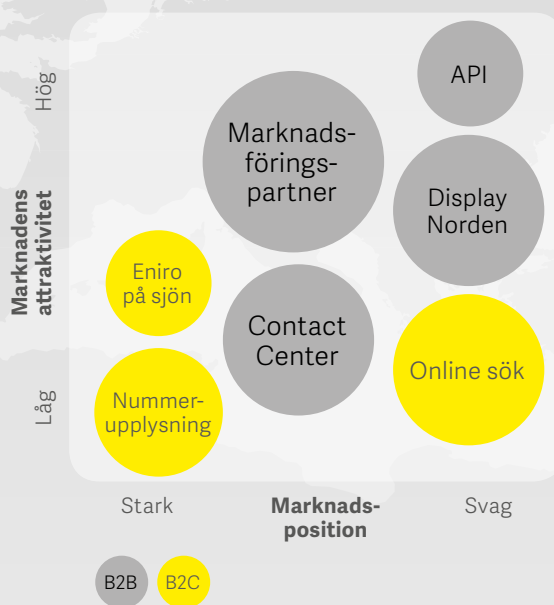 Hög
Marknadens
attraktivitet
Låg
API
Marknads-
förings-
partner
Display
Norden
Eniro
på sjön
Contact
Center
Online sök
Nummer-
upplysning
Stark
Marknads-
position
Svag
B2B
B2C